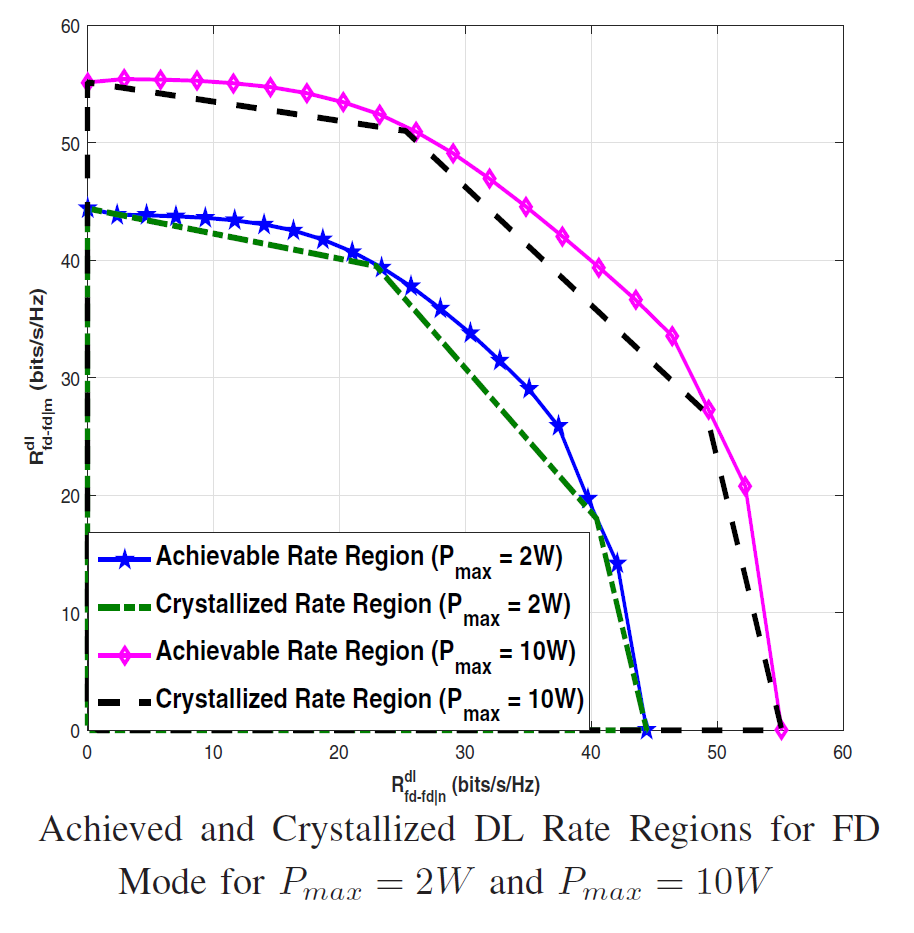 60
50
40
30
20
10
0
R^dl_fd-fd|m (bits/s/Hz)
Achievable Rate Region (P_max = 2W)
Crystallized Rate Region (P_max = 2W)
Achievable Rate Region (P_max = 10W)
Crystallized Rate Region (P_max = 10W)
0 10 20 30 40 50 60
R^dl_fd-fd|n (bits/s/Hz)
Achieved and Crystallized DL Rate Regions for FD
Mode for P_max = 2W and P_max = 10W